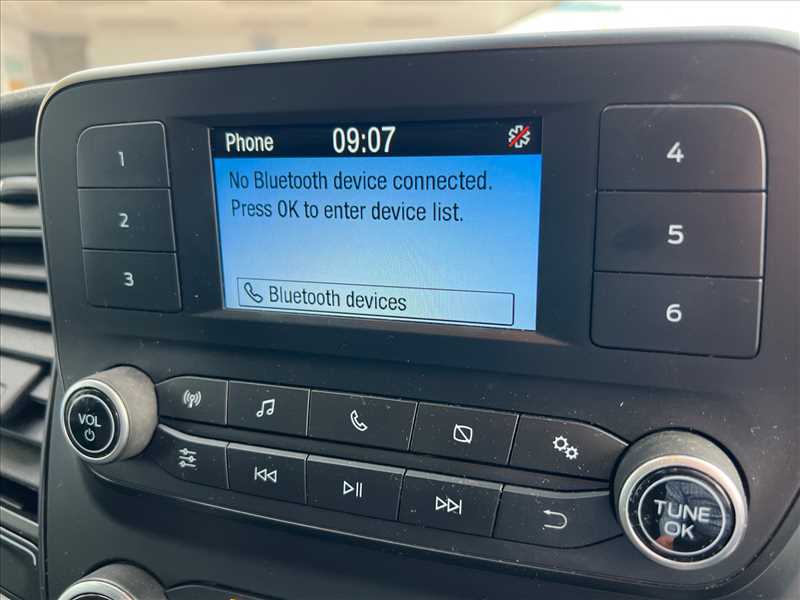 Phone 09:07
No Bluetooth device connected.
Press OK to enter device list.
Bluetooth devices
1
2
3
4
5
6
VOL
TUNE
OK